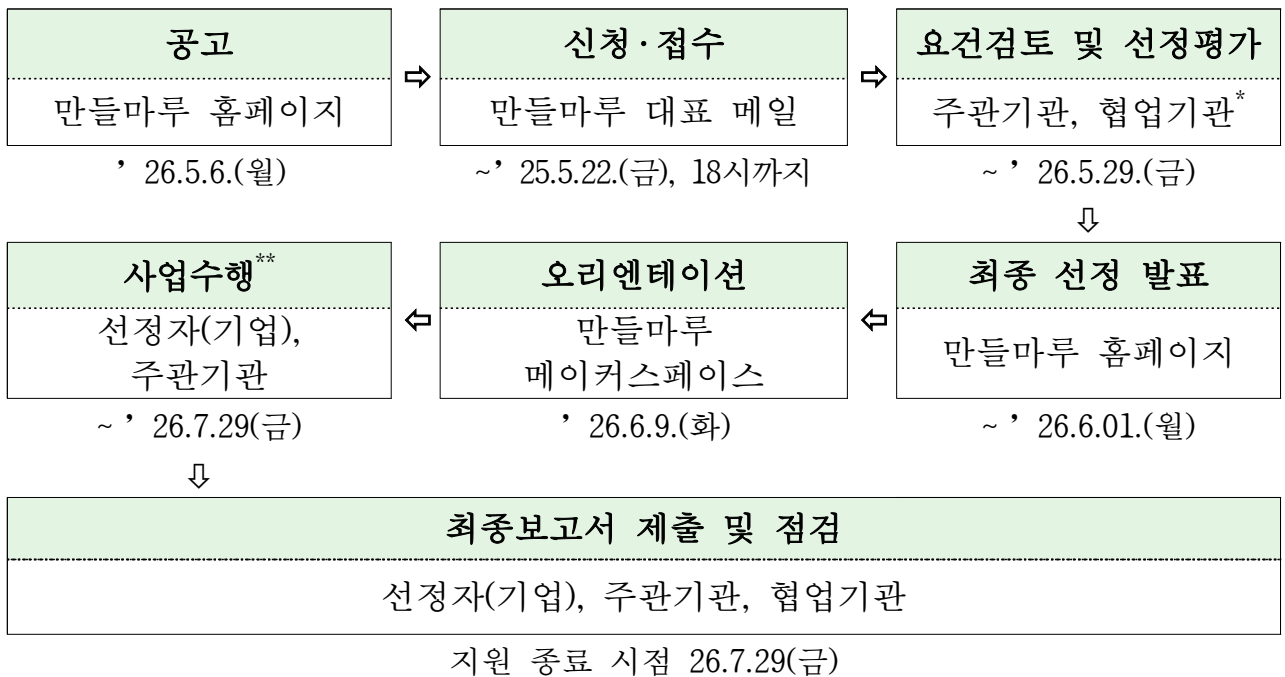 공고
만들마루 홈페이지
’ 26.5.6.(월)
⇨
신청·접수
만들마루 대표 메일
~’ 25.5.22.(금), 18시까지
⇨
요건검토 및 선정평가
주관기관, 협업기관*
~ ’ 26.5.29.(금)
⇩
최종 선정 발표
만들마루 홈페이지
~ ’ 26.6.01.(월)
⇦
오리엔테이션
만들마루
메이커스페이스
’ 26.6.9.(화)
⇦
사업수행**
선정자(기업),
주관기관
~ ’ 26.7.29(금)
⇩
최종보고서 제출 및 점검
선정자(기업), 주관기관, 협업기관
지원 종료 시점 26.7.29(금)